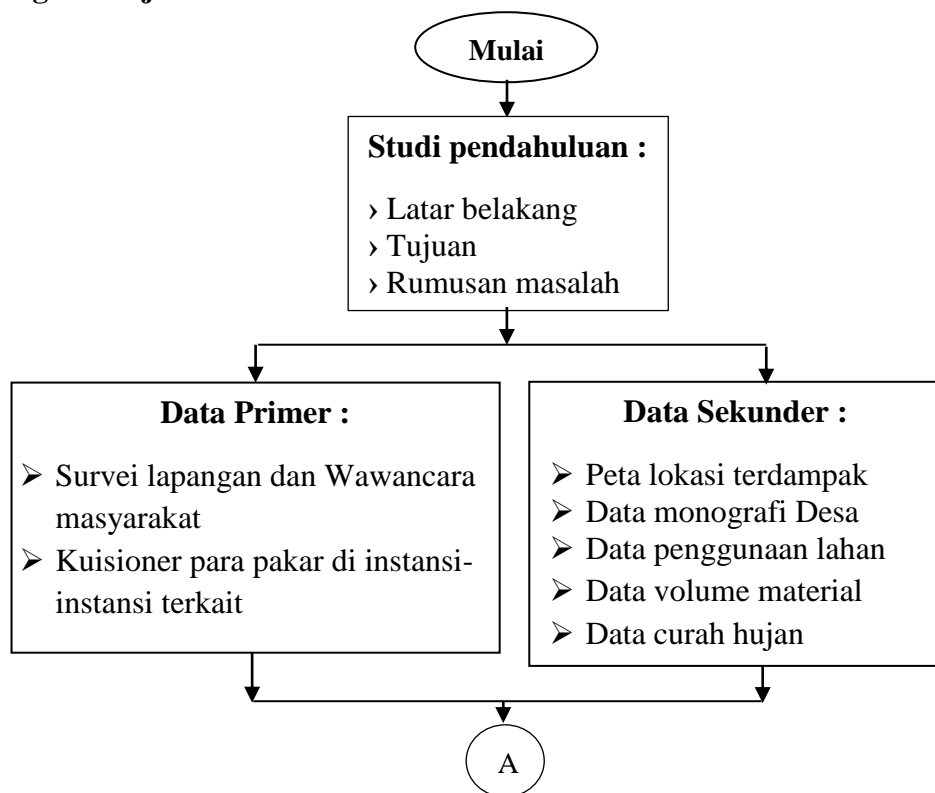 Mulai
Studi pendahuluan :
› Latar belakang
› Tujuan
› Rumusan masalah
Data Primer :
➢ Survei lapangan dan Wawancara
masyarakat
➢ Kuisioner para pakar di instansi-
instansi terkait
Data Sekunder :
➢ Peta lokasi terdampak
➢ Data monografi Desa
➢ Data penggunaan lahan
➢ Data volume material
➢ Data curah hujan
A